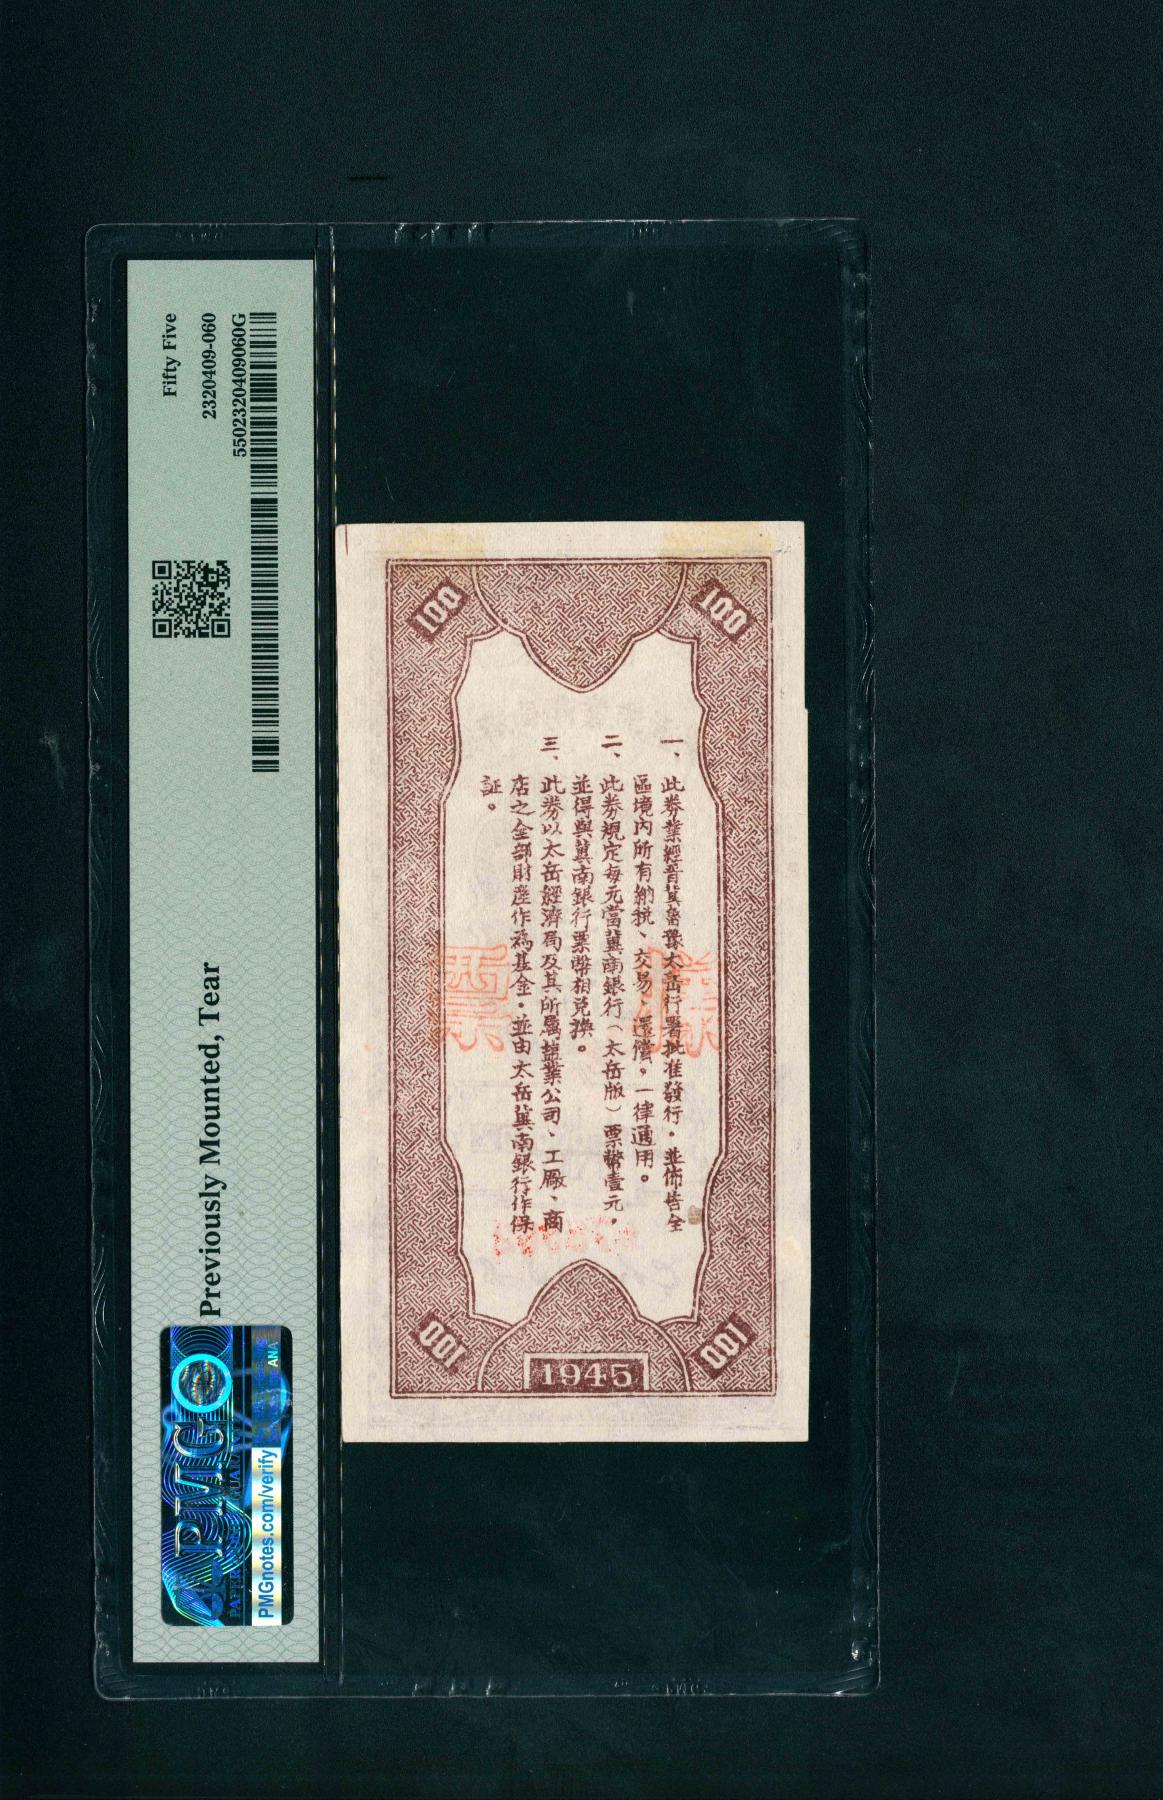 Fifty Five
2320409-060
5502320409060G
Previously Mounted, Tear
PMG
PMGnotes.com/verify
ANA
100
100
一、此券業經晋冀魯豫太岳行署批准發行。並佈告全
區境內所有納稅、交易、還償。一律通用。
二、此券規定每元當冀南銀行（太岳版）票幣壹元，
並得與冀南銀行票幣相兌換。
三、此券以太岳經濟局及其所屬鹽業公司、工廠、商
店之全部財產作為基金。並由太岳冀南銀行作保
証。
樣
票
100
100
1945